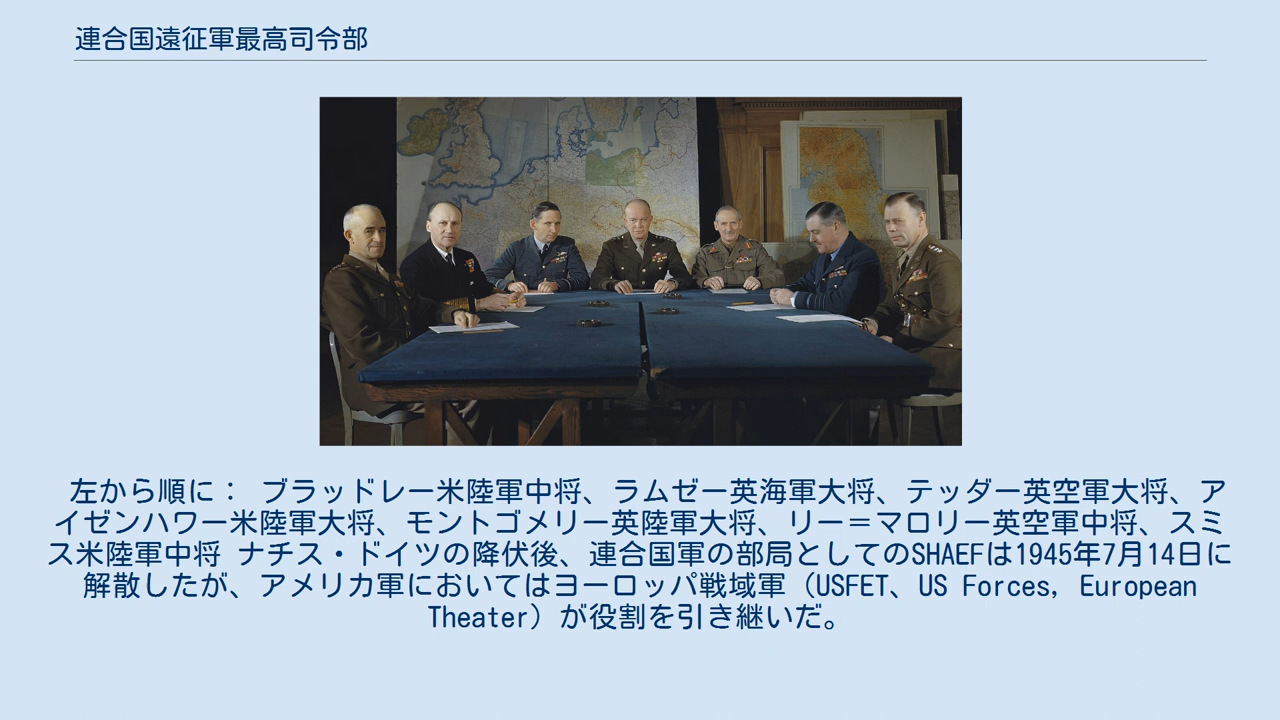 連合国遠征軍最高司令部
左から順に： ブラッドレー米陸軍中将、ラムゼー英海軍大将、テッダー英空軍大将、ア
イゼンハワー米陸軍大将、モントゴメリー英陸軍大将、リー＝マロリー英空軍中将、スミ
ス米陸軍中将 ナチス・ドイツの降伏後、連合国軍の部局としてのSHAEFは1945年7月14日に
解散したが、アメリカ軍においてはヨーロッパ戦域軍（USFET、US Forces, European
Theater）が役割を引き継いだ。